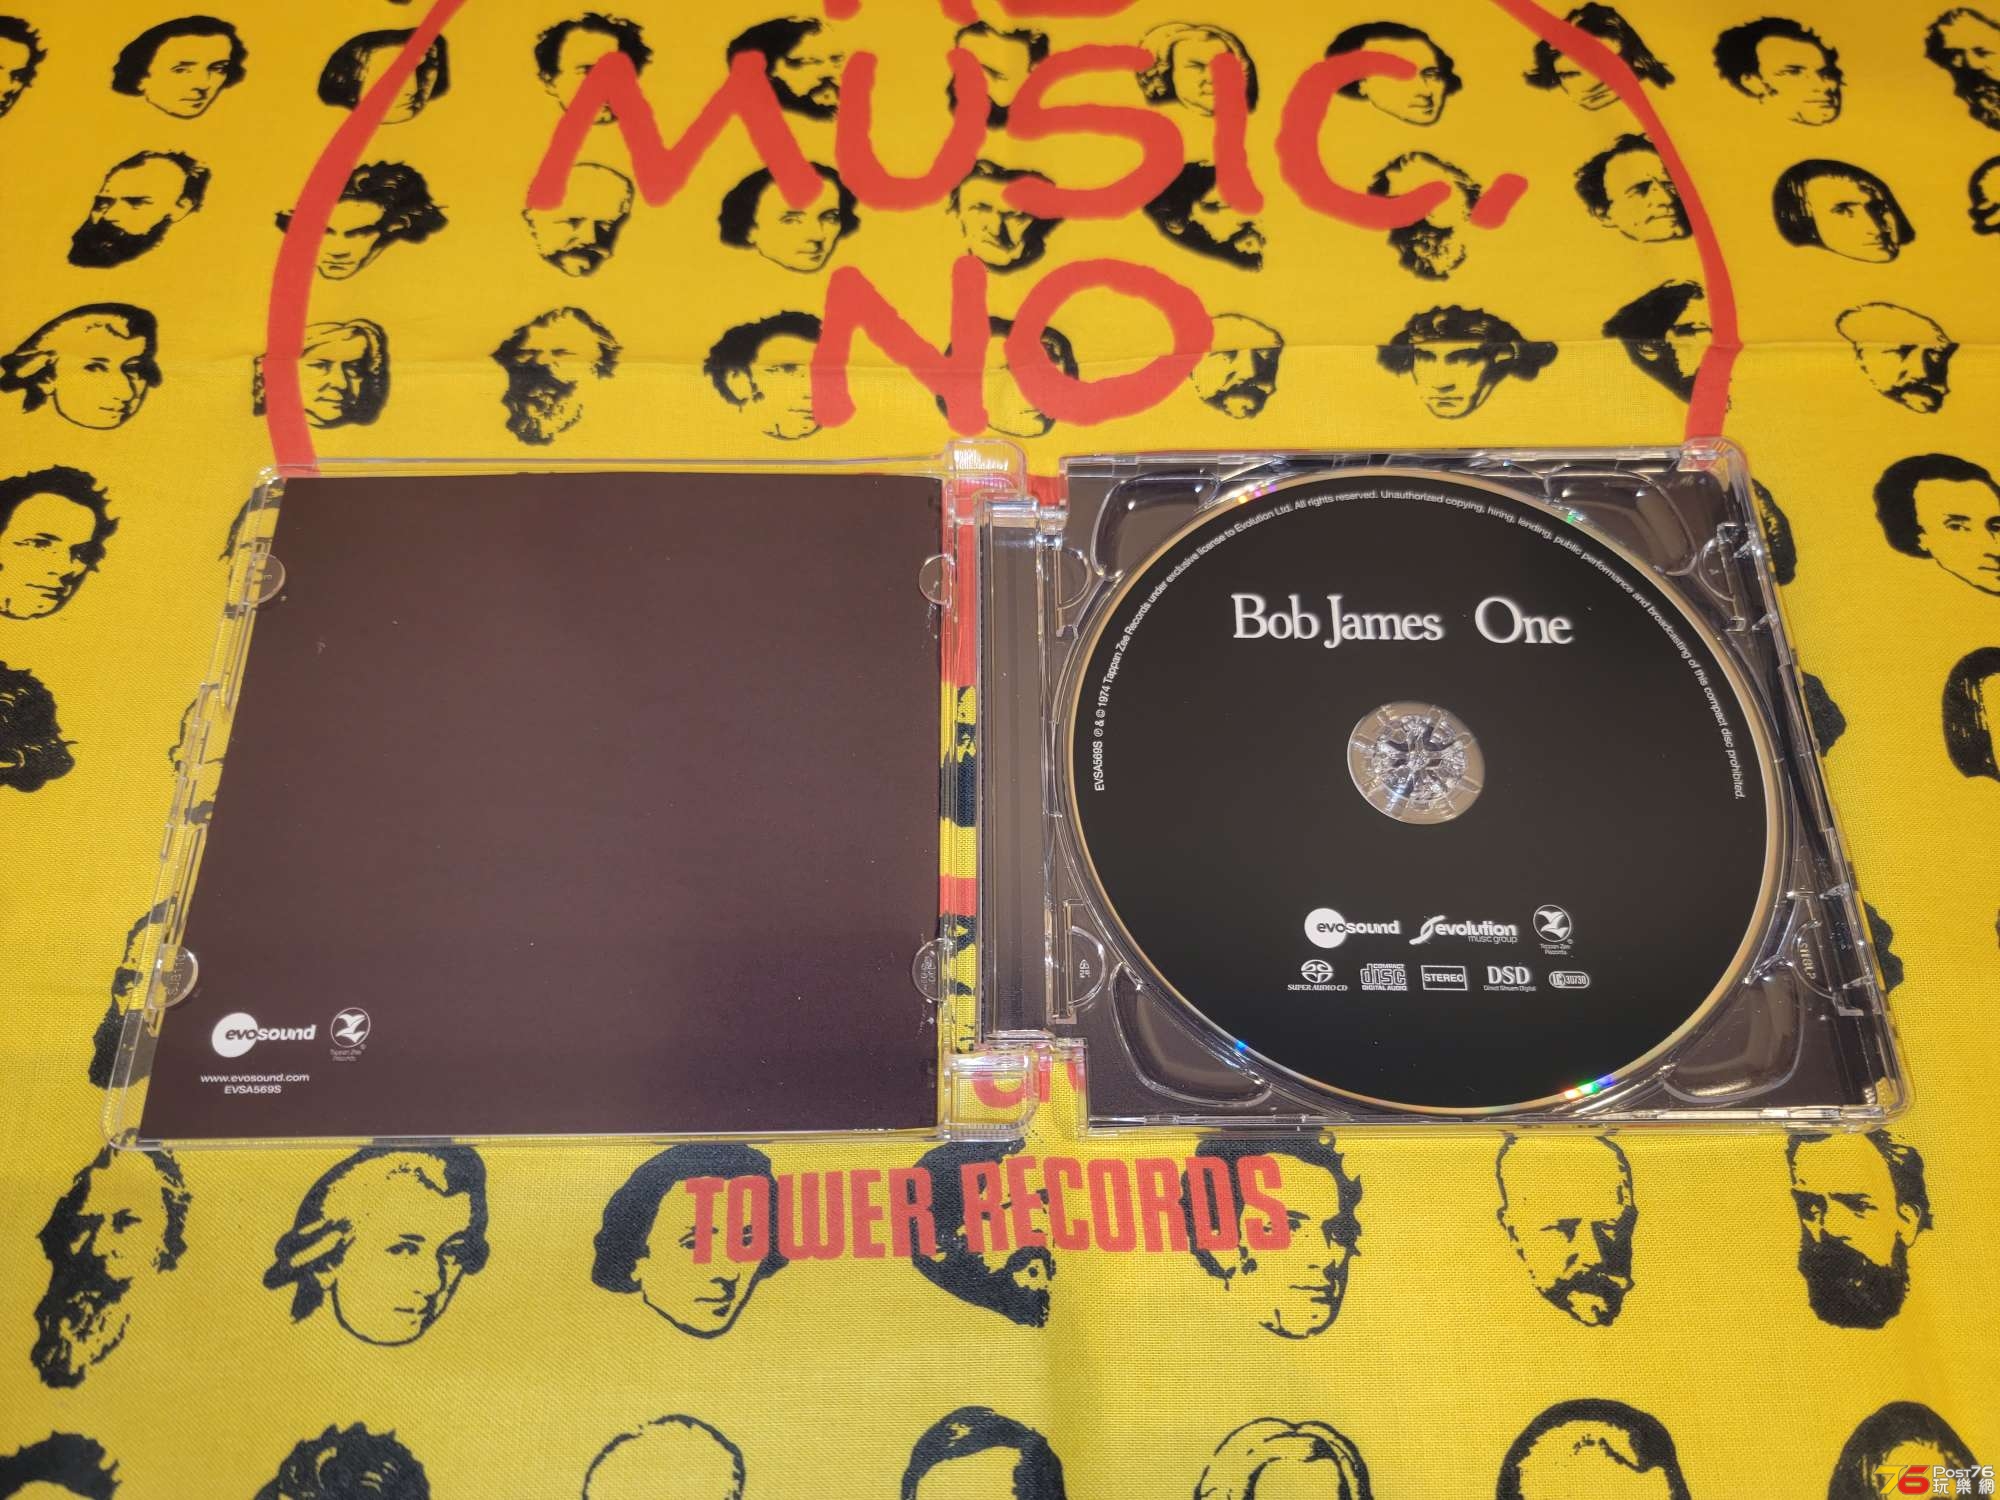 MUSIC,
NO
EVSA569S ℗ & © 1974 Tappan Zee Records under exclusive license to Evolution Ltd. All rights reserved. Unauthorized copying, hiring, lending, public performance and broadcasting of this compact disc prohibited.
Bob James One
evosound
evolution
music group
Tappan Zee
Records
SUPER AUDIO CD
COMPACT
disc
DIGITAL AUDIO
STEREO
DSD
Direct Stream Digital
LC 30730
evosound
Tappan Zee
Records
www.evosound.com
EVSA569S
TOWER RECORDS
76 POST76
玩樂網